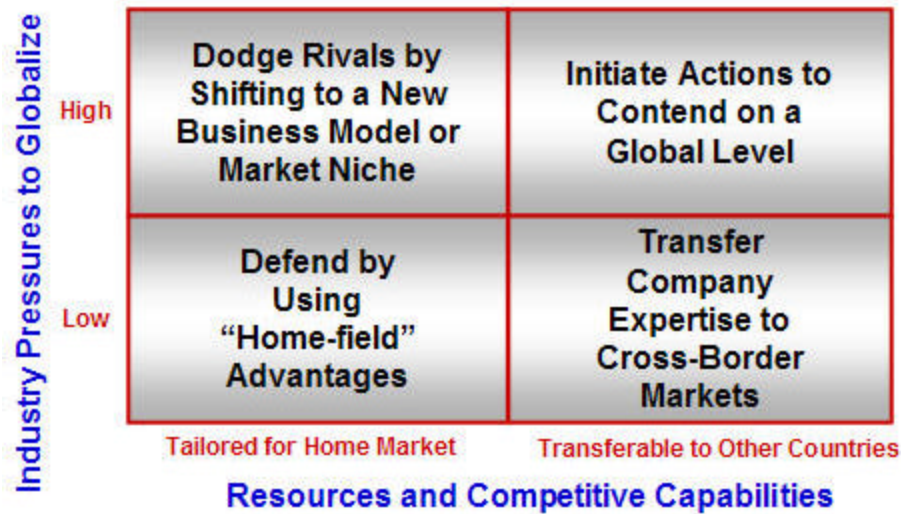 Industry Pressures to Globalize
High
Dodge Rivals by
Shifting to a New
Business Model or
Market Niche
Initiate Actions to
Contend on a
Global Level
Low
Defend by
Using
“Home-field”
Advantages
Transfer
Company
Expertise to
Cross-Border
Markets
Tailored for Home Market
Transferable to Other Countries
Resources and Competitive Capabilities